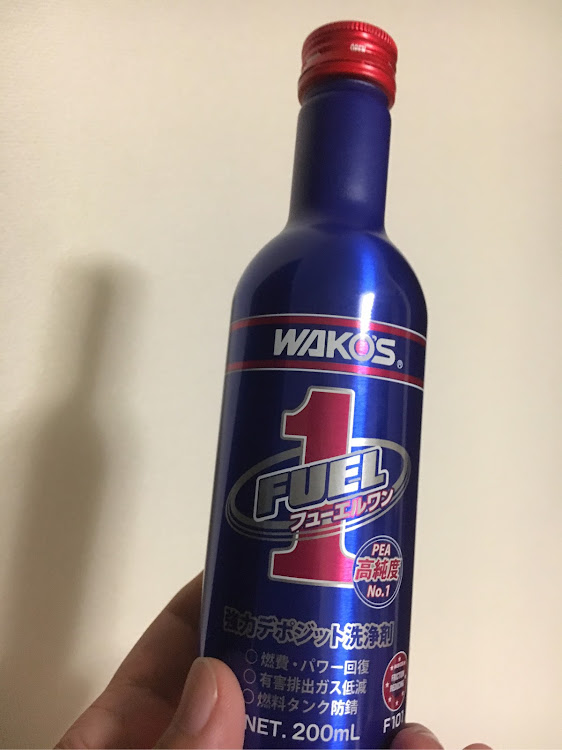 WAKO'S®
1
FUEL
フューエルワン
PEA
高純度
No.1
強力デポジット洗浄剤
○燃費・パワー回復
○有害排出ガス低減
○燃料タンク防錆
NET. 200mL
F101